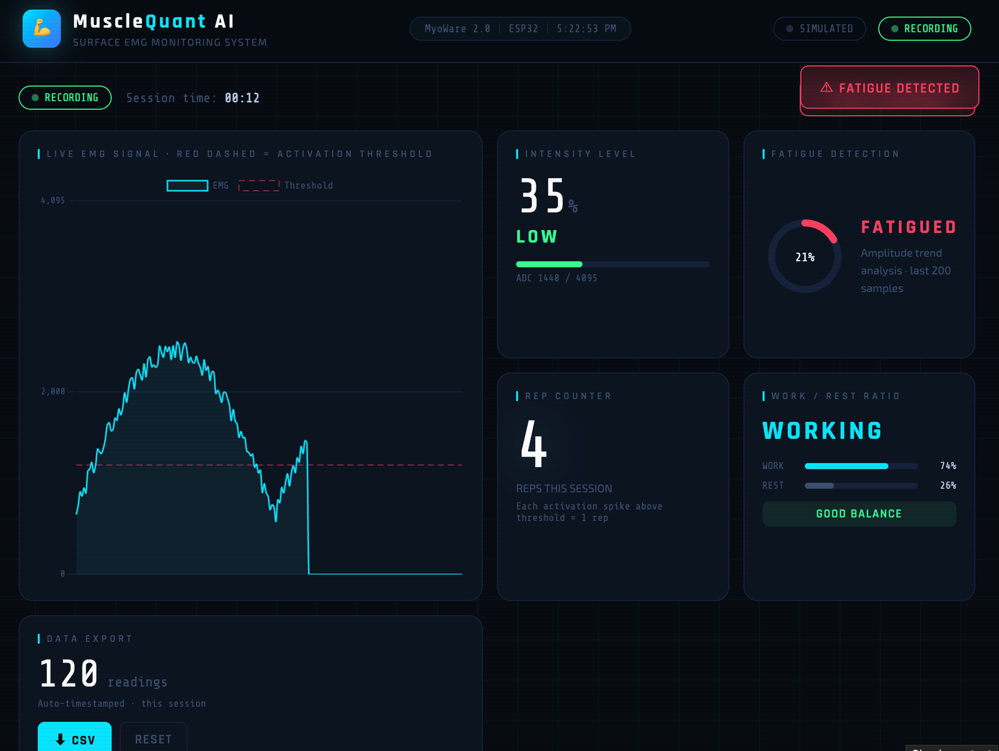 MuscleQuant AI
SURFACE EMG MONITORING SYSTEM
MyoWare 2.0 | ESP32 | 5:22:53 PM
SIMULATED
RECORDING
RECORDING
Session time: 00:12
⚠ FATIGUE DETECTED
LIVE EMG SIGNAL · RED DASHED = ACTIVATION THRESHOLD
EMG
Threshold
4,095
2,000
0
INTENSITY LEVEL
35%
LOW
ADC 1440 / 4095
FATIGUE DETECTION
21%
FATIGUED
Amplitude trend
analysis · last 200
samples
REP COUNTER
4
REPS THIS SESSION
Each activation spike above
threshold = 1 rep
WORK / REST RATIO
WORKING
WORK 74%
REST 26%
GOOD BALANCE
DATA EXPORT
120 readings
Auto-timestamped · this session
⬇ CSV
RESET